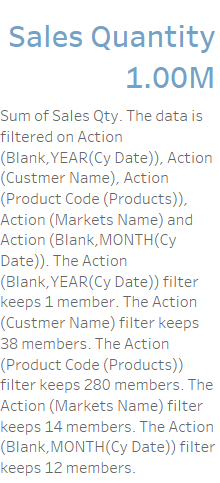 Sales Quantity
1.00M
Sum of Sales Qty. The data is
filtered on Action
(Blank,YEAR(Cy Date)), Action
(Custmer Name), Action
(Product Code (Products)),
Action (Markets Name) and
Action (Blank,MONTH(Cy
Date)). The Action
(Blank,YEAR(Cy Date)) filter
keeps 1 member. The Action
(Custmer Name) filter keeps
38 members. The Action
(Product Code (Products))
filter keeps 280 members. The
Action (Markets Name) filter
keeps 14 members. The Action
(Blank,MONTH(Cy Date)) filter
keeps 12 members.